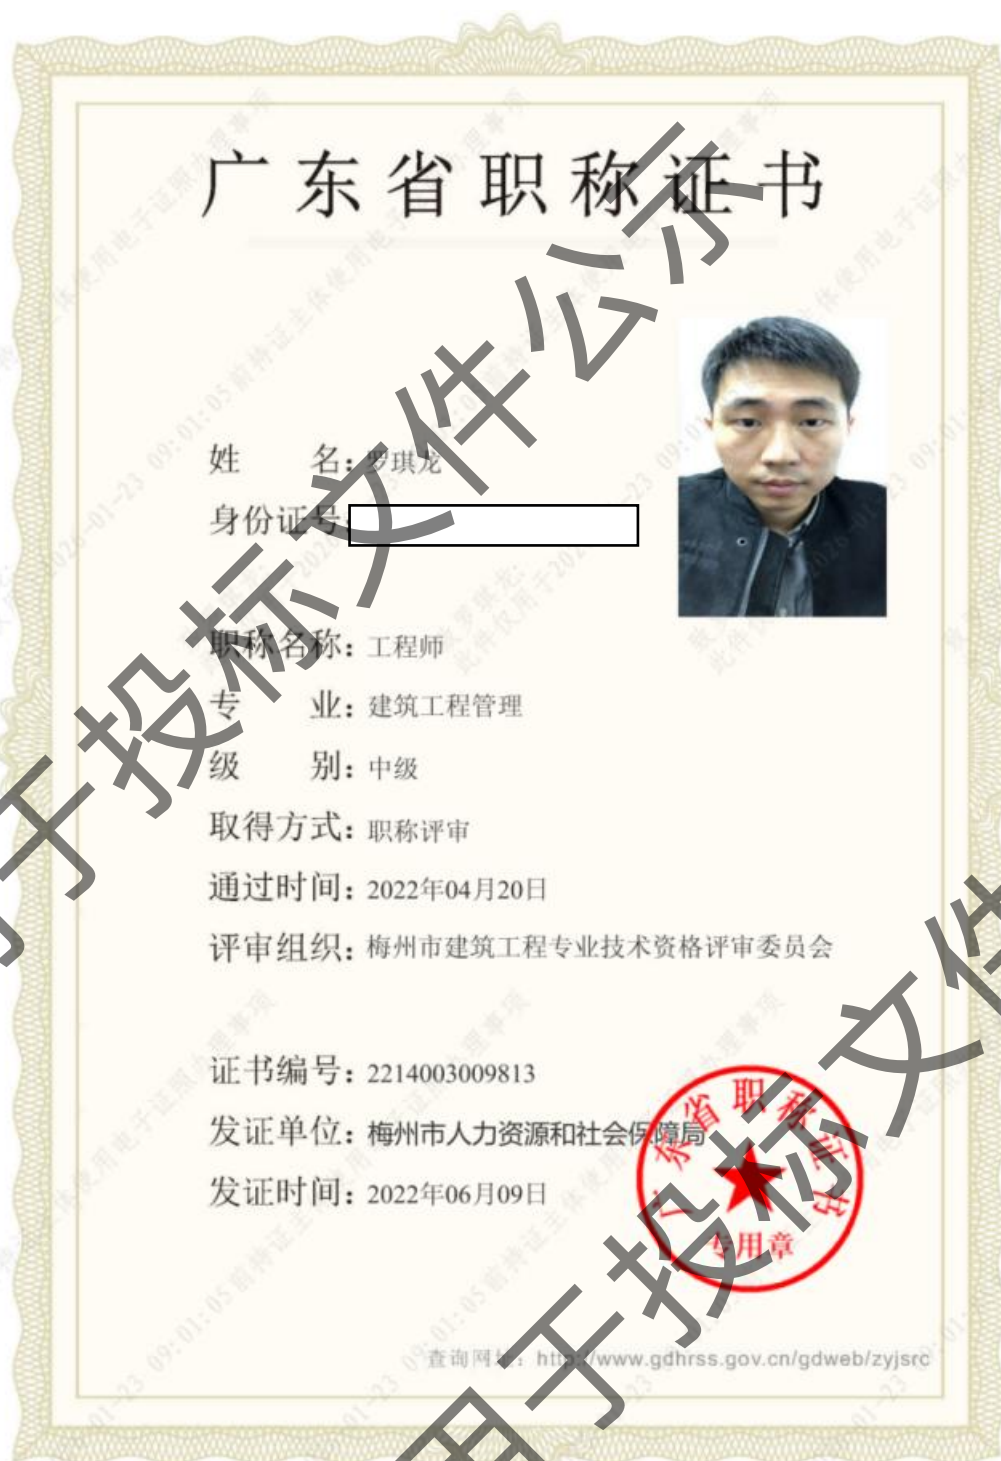 广东省职称证书
姓 名：罗琪龙
身份证号：
职称名称：工程师
专 业：建筑工程管理
级 别：中级
取得方式：职称评审
通过时间：2022年04月20日
评审组织：梅州市建筑工程专业技术资格评审委员会
证书编号：2214003009813
发证单位：梅州市人力资源和社会保障局
发证时间：2022年06月09日
广东省职称证书
专用章
查询网址：http://www.gdhrss.gov.cn/gdweb/zyjsrc
于投标文件公示
用于投标文件